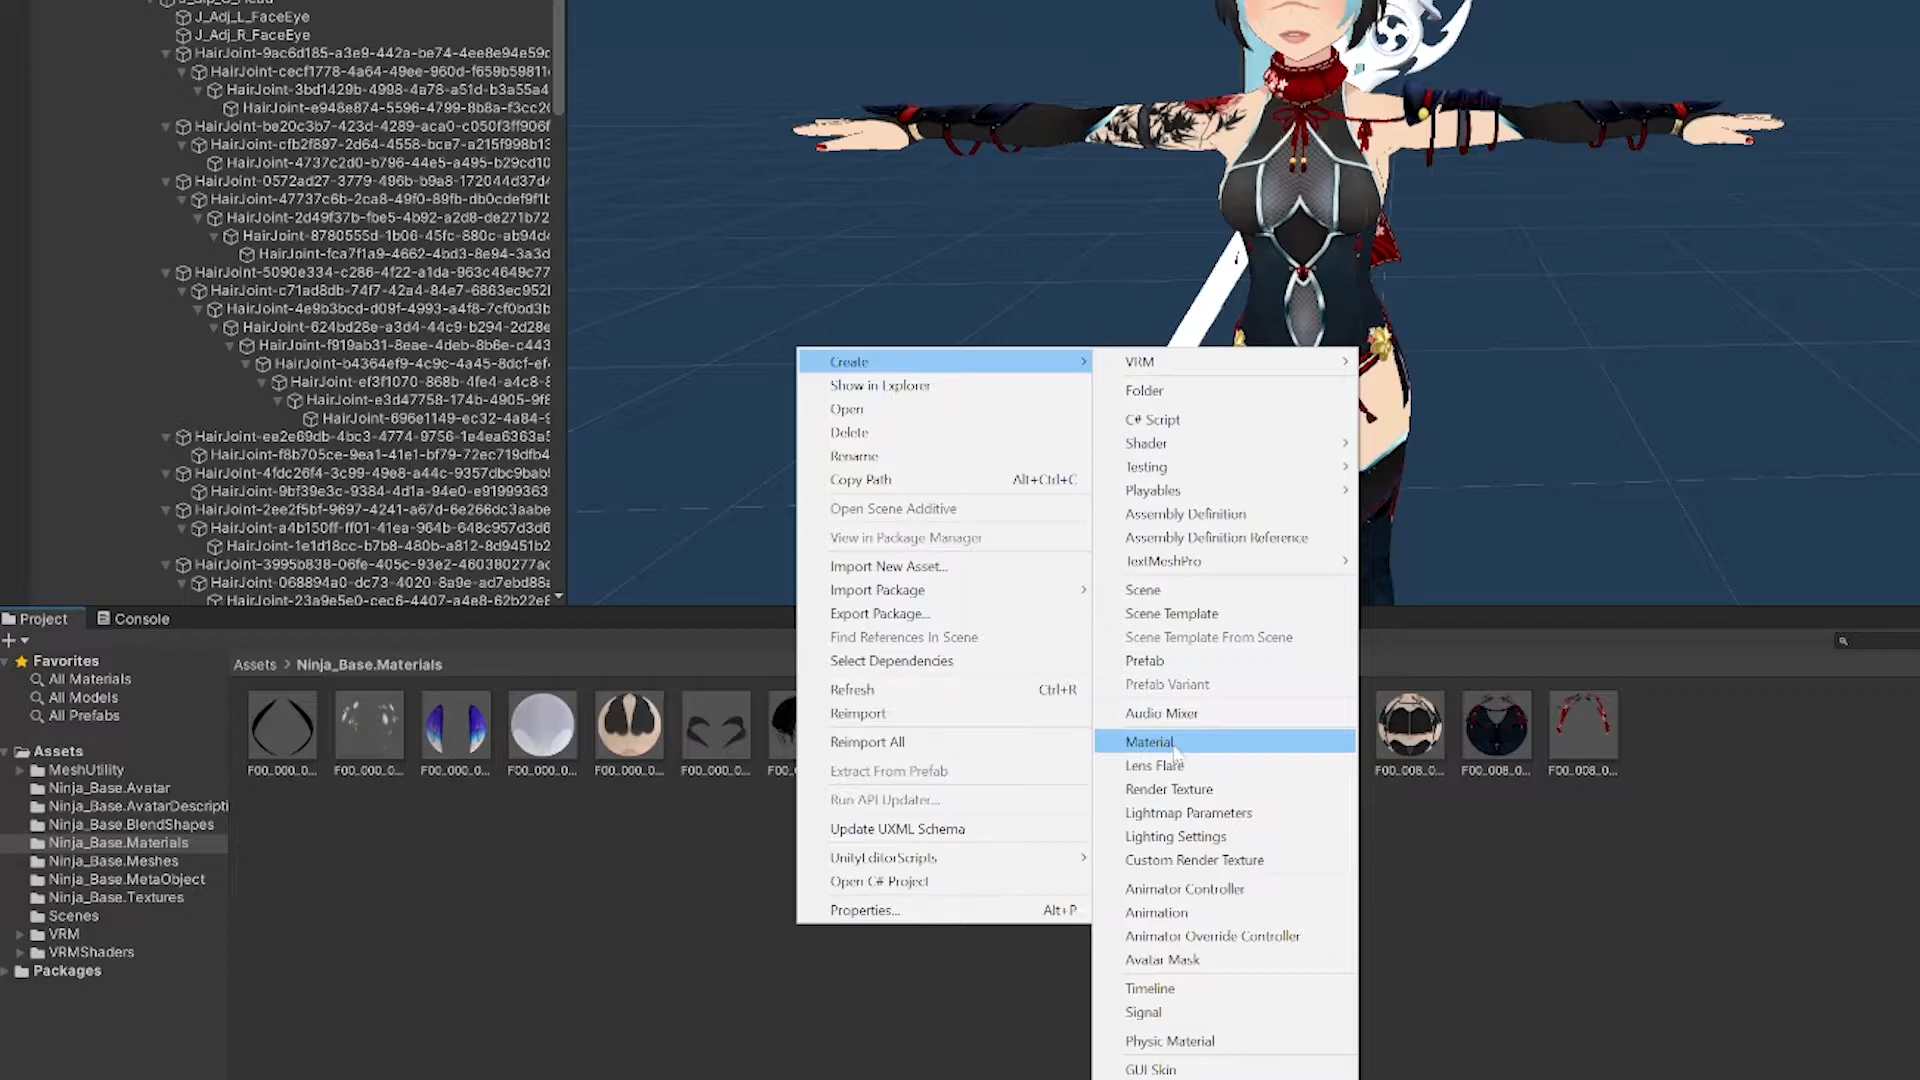 J_Adj_L_FaceEye
J_Adj_R_FaceEye
HairJoint-9ac6d185-a3e9-442a-be74-4ee8e94e59c
HairJoint-cecf1778-4a64-49ee-960d-f659b59811
HairJoint-3bd1429b-4998-4a78-a51d-b3a55a4
HairJoint-e948e874-5596-4799-8b8a-f3cc2
HairJoint-be20c3b7-423d-4289-aca0-c050f3ff906f
HairJoint-cfb2f897-2d64-4558-bce7-a215f998b13
HairJoint-4737c2d0-b796-44e5-a495-b29cd10
HairJoint-0572ad27-3779-496b-b9a8-172044d37d4
HairJoint-47737c6b-2ca8-49f0-89fb-db0cdef9f1b
HairJoint-2d49f37b-fbe5-4b92-a2d8-de271b72
HairJoint-8780555d-1b06-45fc-880c-ab94d
HairJoint-fca7f1a9-4662-4bd3-8e94-3a3d
HairJoint-5090e334-c286-4f22-a1da-963c4649c77
HairJoint-c71ad8db-74f7-42a4-84e7-6863ec952
HairJoint-4e9b3bcd-d09f-4993-a4f8-7cf0bd3b
HairJoint-624bd28e-a3d4-44c9-b294-2d28e
HairJoint-f919ab31-8eae-4deb-8b6e-c443
HairJoint-b4364ef9-4c9c-4a45-8dcf-ef
HairJoint-ef3f1070-868b-4fe4-a4c8-8
HairJoint-e3d47758-174b-4905-9f8
HairJoint-696e1149-ec32-4a84-9
HairJoint-ee2e69db-4bc3-4774-9756-1e4ea6363a5
HairJoint-f8b705ce-9ea1-41e1-bf79-72ec719dfb4
HairJoint-4fdc26f4-3c99-49e8-a44c-9357dbc9bab
HairJoint-9bf39e3c-9384-4d1a-94e0-e91999363
HairJoint-2ee2f5bf-9697-4241-a67d-6e266dc3aabe
HairJoint-a4b150ff-ff01-41ea-964b-648c957d3d6
HairJoint-1e1d18cc-b7b8-480b-a812-8d9451b2
HairJoint-3995b838-06fe-405c-93e2-460380277ac
HairJoint-068894a0-dc73-4020-8a9e-ad7ebd88a
HairJoint-23a9e5e0-cec6-4407-a4e8-62b22e
Create
Show in Explorer
Open
Delete
Rename
Copy Path Alt+Ctrl+C
Open Scene Additive
View in Package Manager
Import New Asset...
Import Package
Export Package...
Find References In Scene
Select Dependencies
Refresh Ctrl+R
Reimport
Reimport All
Extract From Prefab
Run API Updater...
Update UXML Schema
UnityEditorScripts
Open C# Project
Properties... Alt+P
VRM
Folder
C# Script
Shader
Testing
Playables
Assembly Definition
Assembly Definition Reference
TextMeshPro
Scene
Scene Template
Scene Template From Scene
Prefab
Prefab Variant
Audio Mixer
Material
Lens Flare
Render Texture
Lightmap Parameters
Lighting Settings
Custom Render Texture
Animator Controller
Animation
Animator Override Controller
Avatar Mask
Timeline
Signal
Physic Material
GUI Skin
Project Console
Favorites
All Materials
All Models
All Prefabs
Assets
MeshUtility
Ninja_Base.Avatar
Ninja_Base.AvatarDescripti
Ninja_Base.BlendShapes
Ninja_Base.Materials
Ninja_Base.Meshes
Ninja_Base.MetaObject
Ninja_Base.Textures
Scenes
VRM
VRMShaders
Packages
Assets > Ninja_Base.Materials
F00_000_0... F00_000_0... F00_000_0... F00_000_0... F00_000_0... F00_000_0... F00_0 F00_008_0... F00_008_0... F00_008_0...